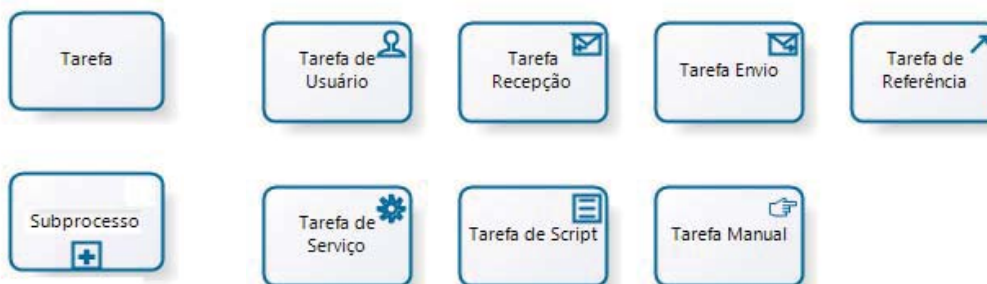 Tarefa
Tarefa de
Usuário
Tarefa
Recepção
Tarefa Envio
Tarefa de
Referência
Subprocesso
Tarefa de
Serviço
Tarefa de Script
Tarefa Manual